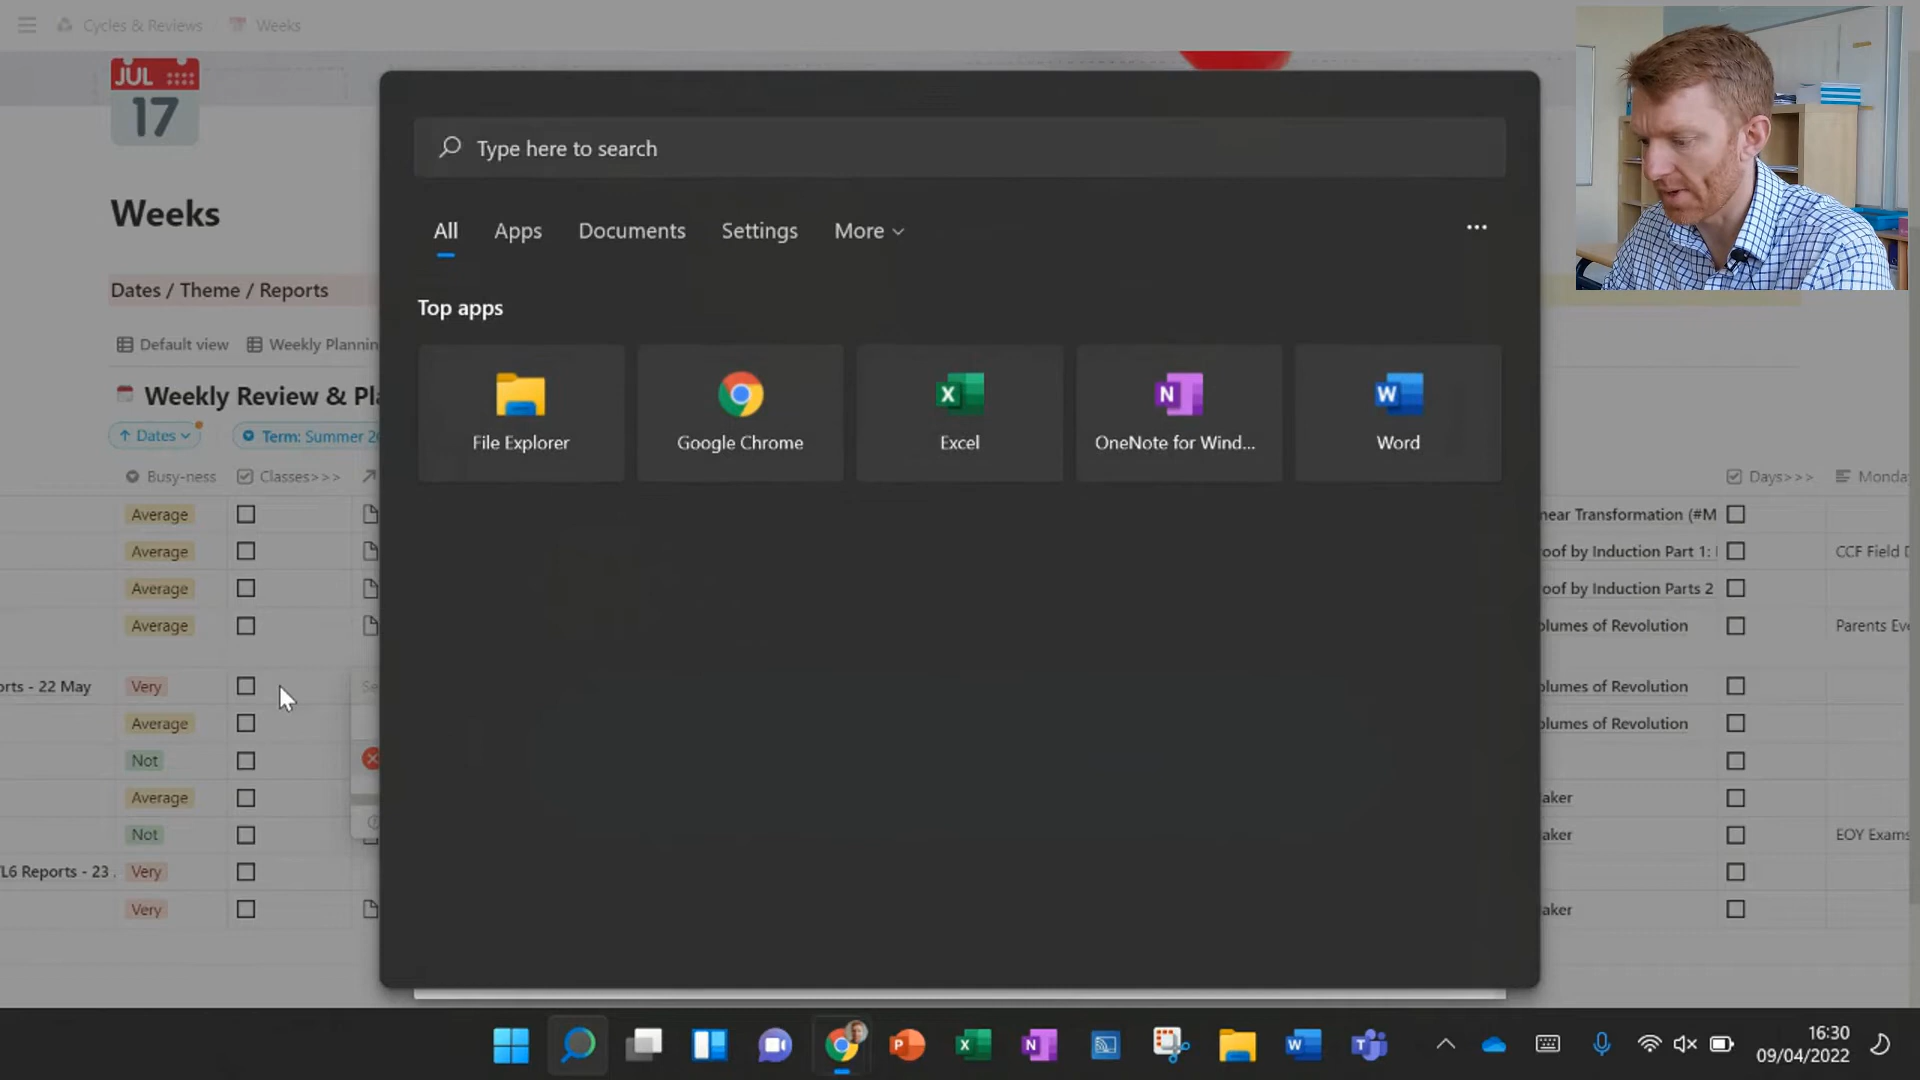 Cycles & Reviews
Weeks
JUL
17
Weeks
Dates / Theme / Reports
Default view
Weekly Plannin
Weekly Review & Pla
Dates
Term: Summer 2
Busy-ness
Classes>>>
Days>>>
Monda
Average
near Transformation (#M
Average
oof by Induction Part 1:
CCF Field
Average
oof by Induction Parts 2
Average
olumes of Revolution
Parents Eve
orts - 22 May
Very
olumes of Revolution
Average
olumes of Revolution
Not
Average
aker
Not
aker
EOY Exams
L6 Reports - 23
Very
Very
aker
Type here to search
All
Apps
Documents
Settings
More
Top apps
File Explorer
Google Chrome
Excel
OneNote for Wind...
Word
16:30
09/04/2022